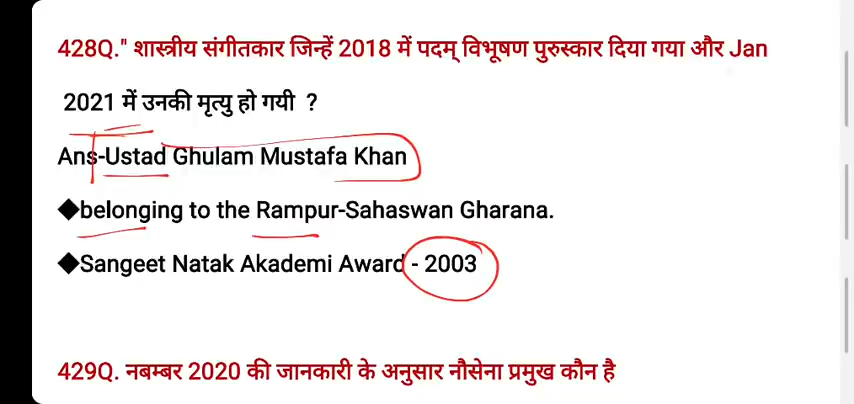 428Q." शास्त्रीय संगीतकार जिन्हें 2018 में पदम् विभूषण पुरुस्कार दिया गया और Jan
2021 में उनकी मृत्यु हो गयी ?
Ans-Ustad Ghulam Mustafa Khan
◆belonging to the Rampur-Sahaswan Gharana.
◆Sangeet Natak Akademi Award - 2003
429Q. नबम्बर 2020 की जानकारी के अनुसार नौसेना प्रमुख कौन है